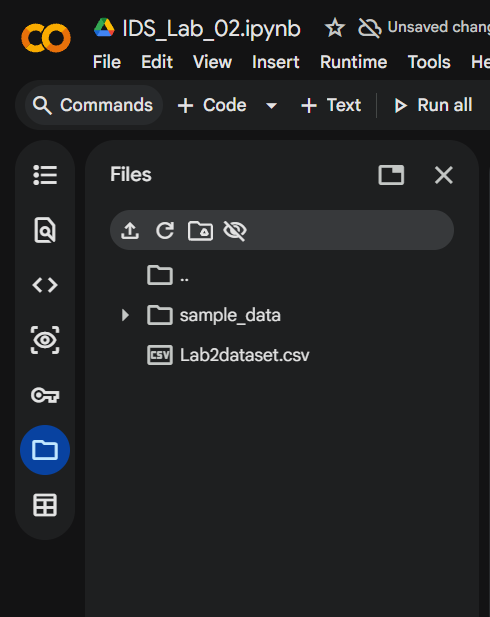 IDS_Lab_02.ipynb
Unsaved chang
File Edit View Insert Runtime Tools He
Commands + Code + Text Run all
Files
..
sample_data
CSV Lab2dataset.csv